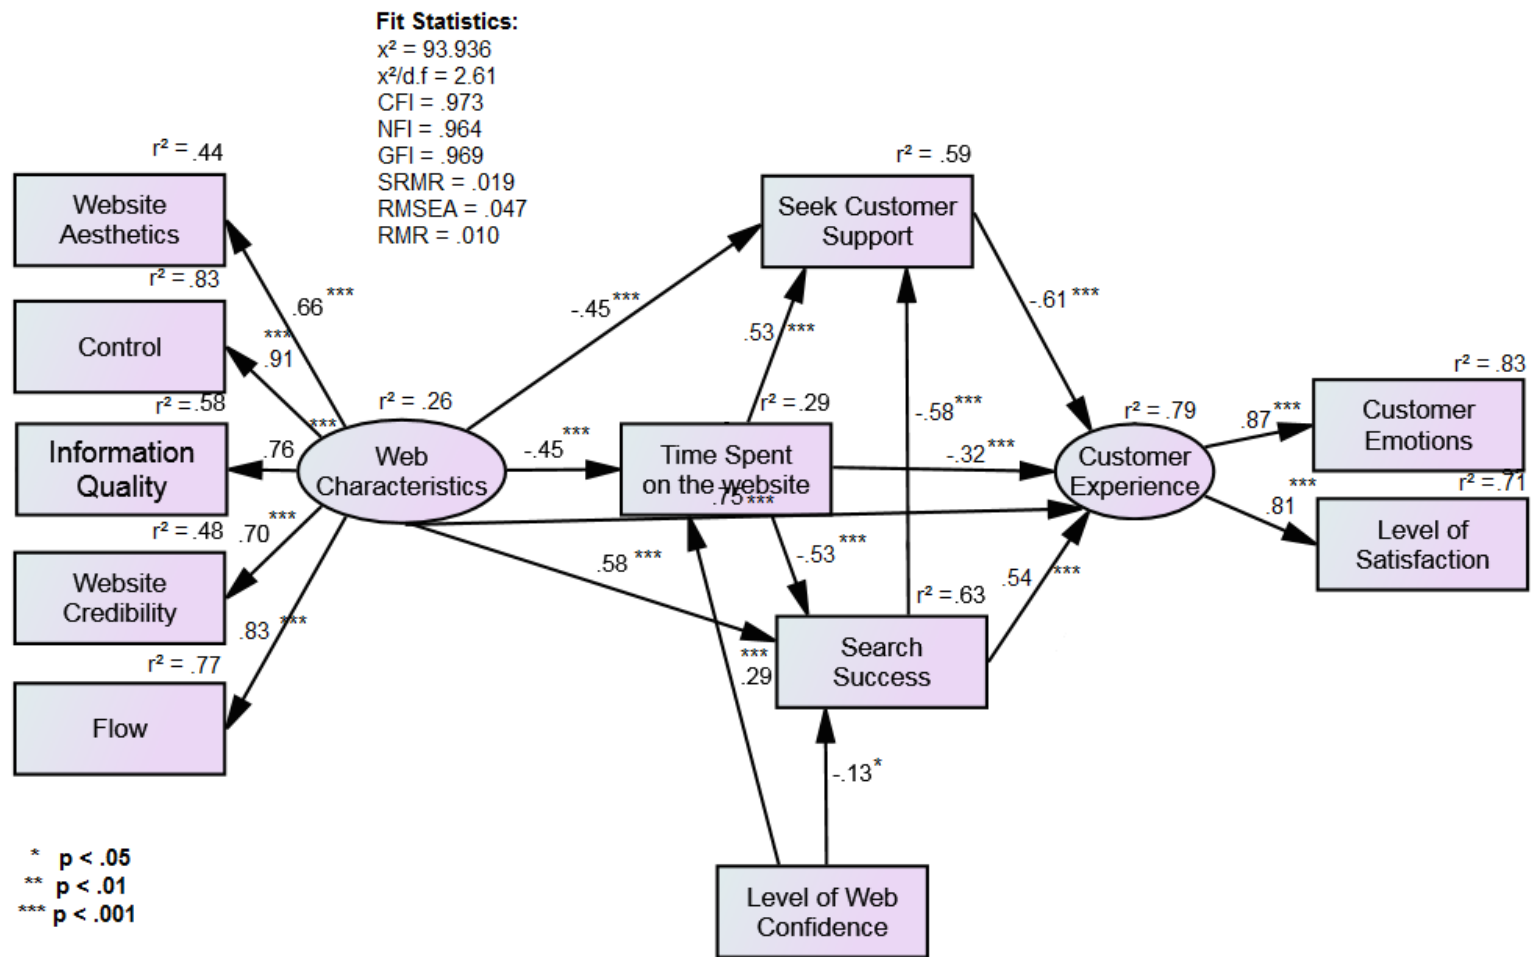 Fit Statistics:
x² = 93.936
x²/d.f = 2.61
CFI = .973
NFI = .964
GFI = .969
SRMR = .019
RMSEA = .047
RMR = .010
r² = .44
Website
Aesthetics
r² = .83
Control
r² = .58
Information
Quality
r² = .48
Website
Credibility
r² = .77
Flow
.66 ***
***
.91
***
.76
.70 ***
.83 ***
r² = .26
Web
Characteristics
-.45 ***
-.45 ***
.58 ***
.75 ***
r² = .59
Seek Customer
Support
.53 ***
r² = .29
Time Spent
on the website
-.58 ***
-.61 ***
-.32 ***
-.53 ***
r² = .63
Search
Success
.54 ***
***
.29
-.13 *
Level of Web
Confidence
r² = .79
Customer
Experience
.87 ***
r² = .83
Customer
Emotions
***
.81
r² = .71
Level of
Satisfaction
* p < .05
** p < .01
*** p < .001